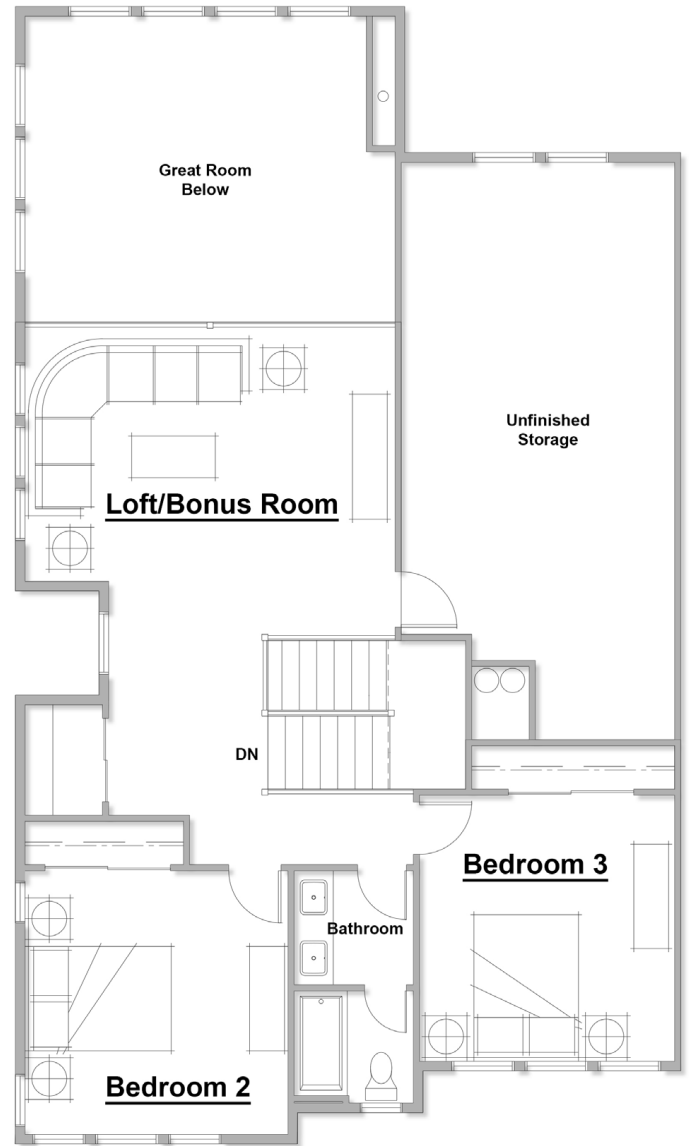 Great Room
Below
Unfinished
Storage
Loft/Bonus Room
DN
Bedroom 3
Bathroom
Bedroom 2